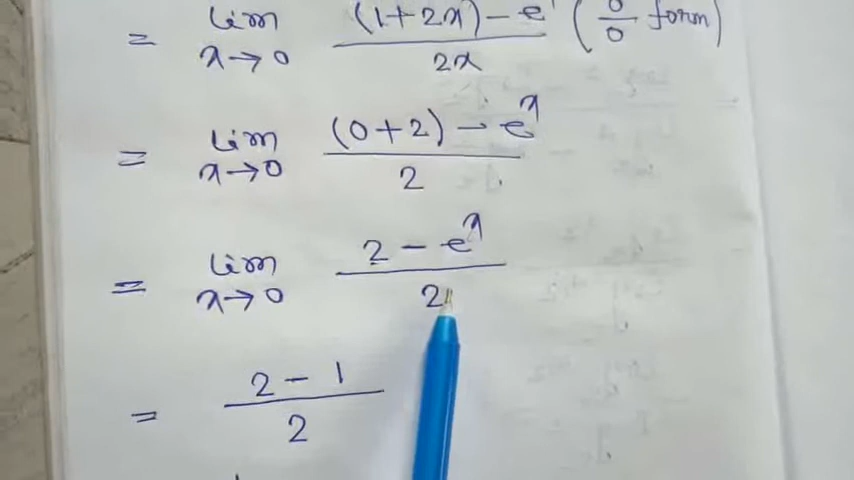 = lim x→0 (1+2x) - e (0/0 form) / 2x
= lim x→0 (0+2) - e^x / 2
= lim x→0 2 - e^x / 2
= 2 - 1 / 2